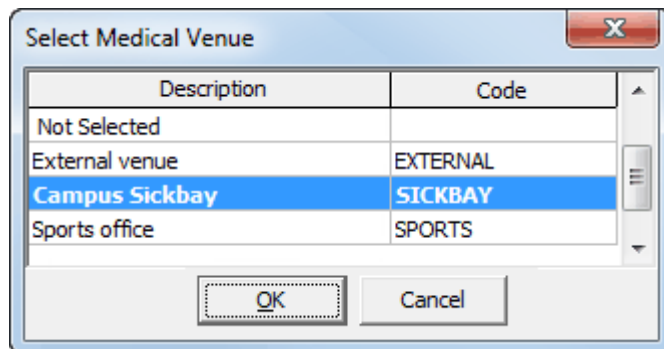 Select Medical Venue
Description Code
Not Selected
External venue EXTERNAL
Campus Sickbay SICKBAY
Sports office SPORTS
OK Cancel